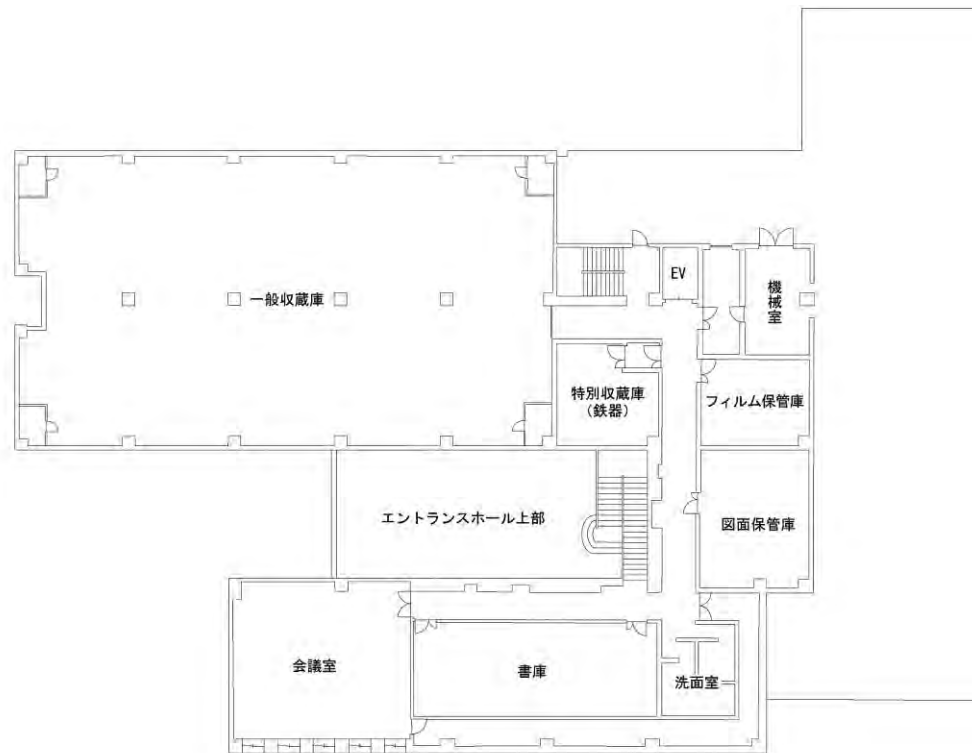 EV
機械室
一般収蔵庫
特別収蔵庫
（鉄器）
フィルム保管庫
エントランスホール上部
図面保管庫
会議室
書庫
洗面室